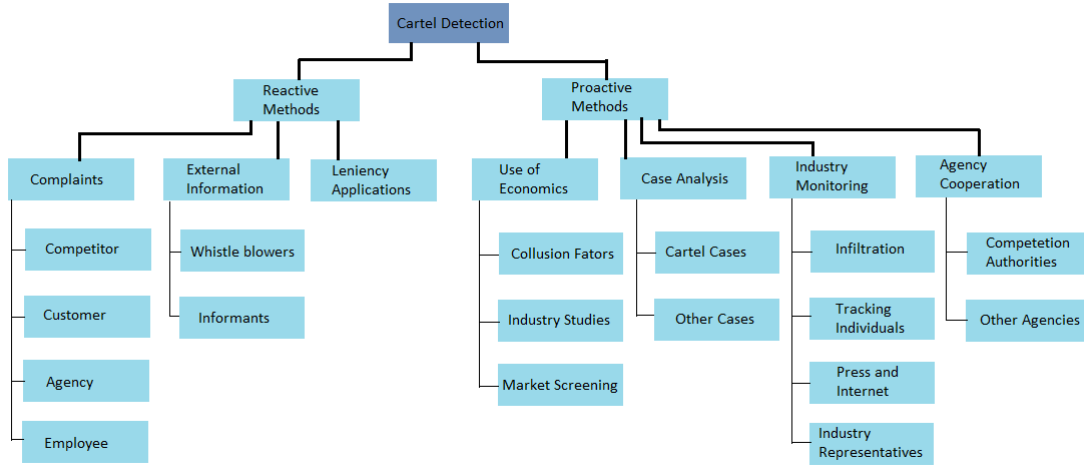 Cartel Detection
Reactive
Methods
Proactive
Methods
Complaints
External
Information
Leniency
Applications
Use of
Economics
Case Analysis
Industry
Monitoring
Agency
Cooperation
Competitor
Customer
Agency
Employee
Whistle blowers
Informants
Collusion Fators
Industry Studies
Market Screening
Cartel Cases
Other Cases
Infiltration
Tracking
Individuals
Press and
Internet
Industry
Representatives
Competetion
Authorities
Other Agencies